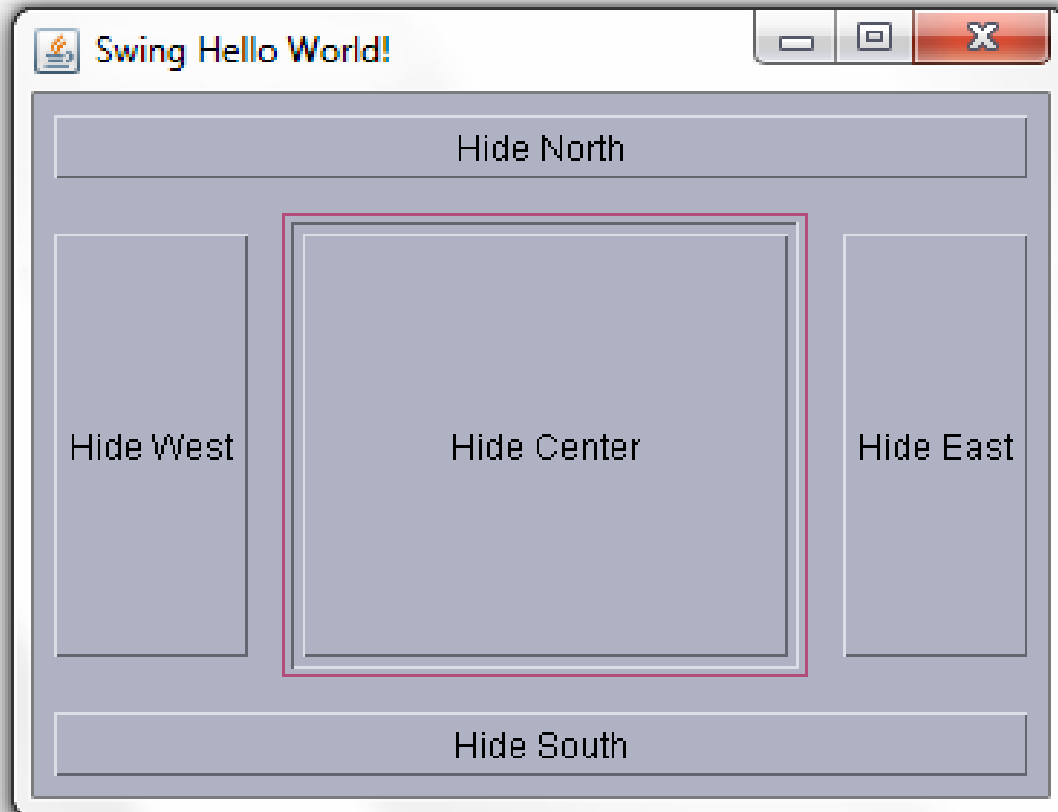 Swing Hello World!
Hide North
Hide West
Hide Center
Hide East
Hide South